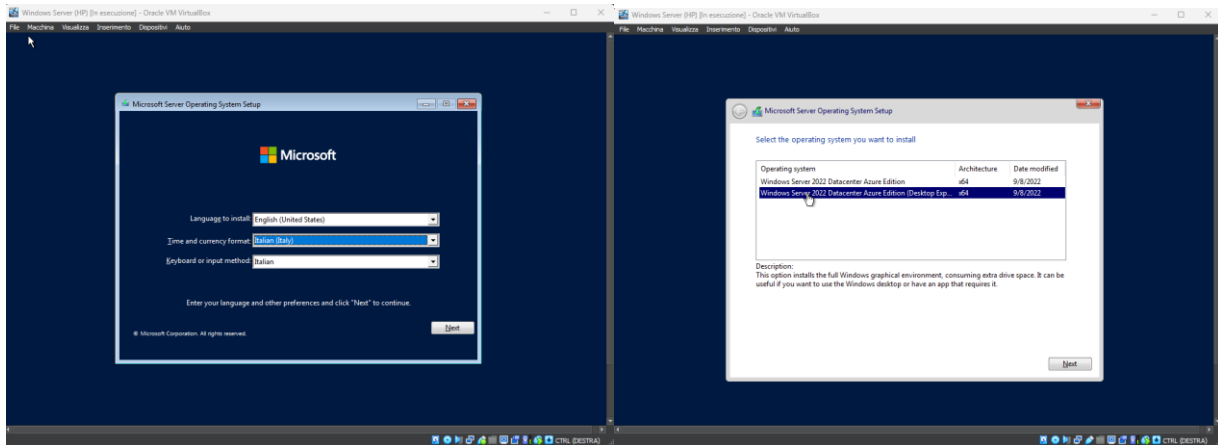 Windows Server (HP) [In esecuzione] - Oracle VM VirtualBox
File Macchina Visualizza Inserimento Dispositivi Aiuto
Microsoft Server Operating System Setup
Microsoft
Language to install: English (United States)
Time and currency format: Italian (Italy)
Keyboard or input method: Italian
Enter your language and other preferences and click "Next" to continue.
© Microsoft Corporation. All rights reserved.
Next
CTRL (DESTRA)
Windows Server (HP) [In esecuzione] - Oracle VM VirtualBox
File Macchina Visualizza Inserimento Dispositivi Aiuto
Microsoft Server Operating System Setup
Select the operating system you want to install
Operating system Architecture Date modified
Windows Server 2022 Datacenter Azure Edition x64 9/8/2022
Windows Server 2022 Datacenter Azure Edition (Desktop Exp... x64 9/8/2022
Description:
This option installs the full Windows graphical environment, consuming extra drive space. It can be
useful if you want to use the Windows desktop or have an app that requires it.
Next
CTRL (DESTRA)